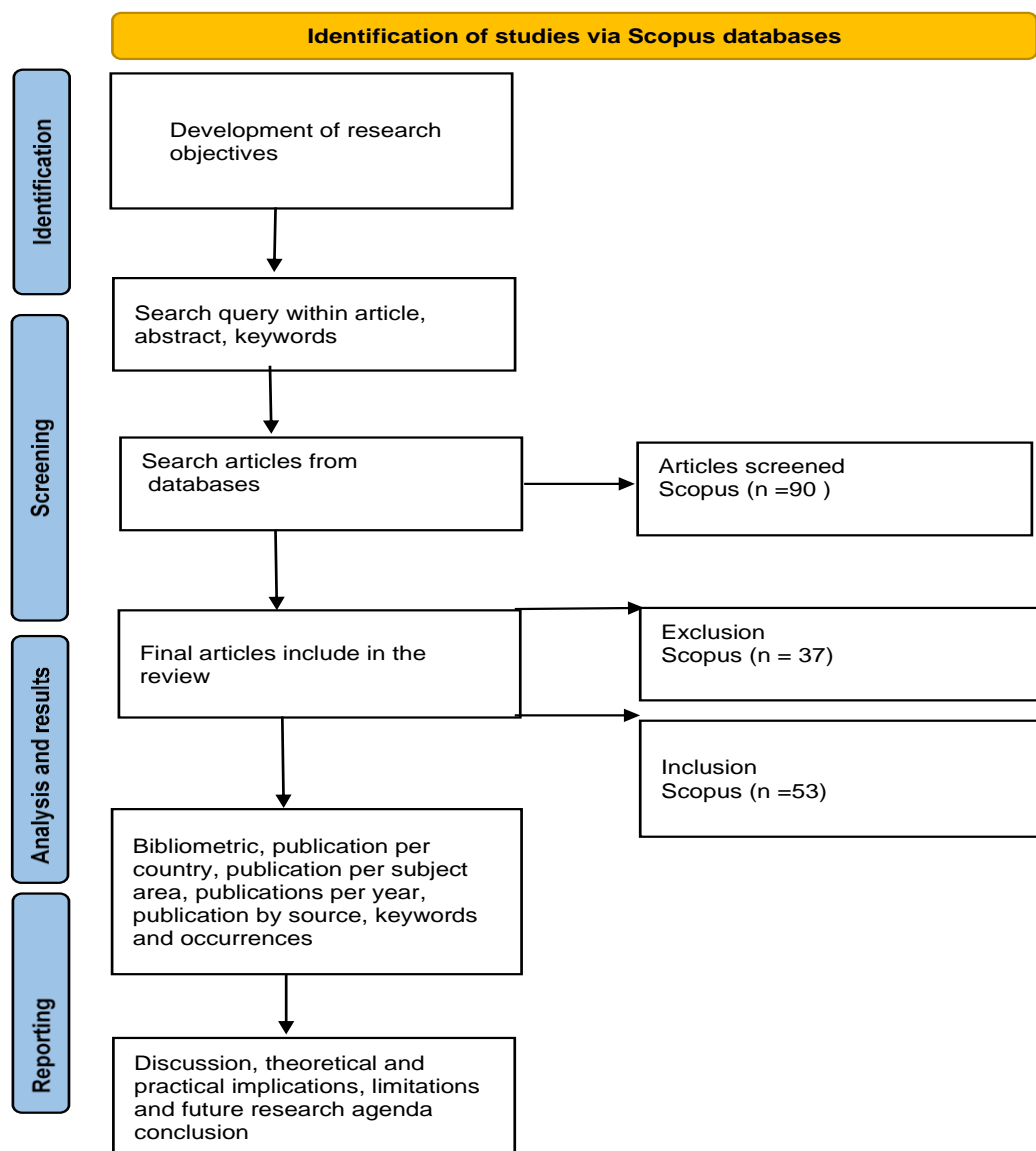 Identification of studies via Scopus databases
Identification
Development of research
objectives
Search query within article,
abstract, keywords
Screening
Search articles from
databases
Articles screened
Scopus (n =90 )
Final articles include in the
review
Exclusion
Scopus (n = 37)
Inclusion
Scopus (n =53)
Analysis and results
Bibliometric, publication per
country, publication per subject
area, publications per year,
publication by source, keywords
and occurrences
Reporting
Discussion, theoretical and
practical implications, limitations
and future research agenda
conclusion